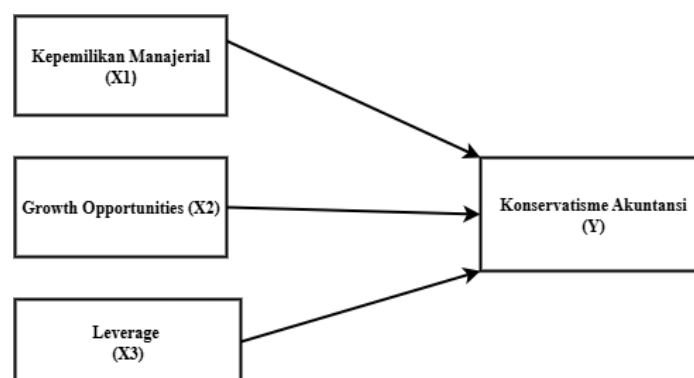 Kepemilikan Manajerial
(X1)
Growth Opportunities (X2)
Konservatisme Akuntansi
(Y)
Leverage
(X3)